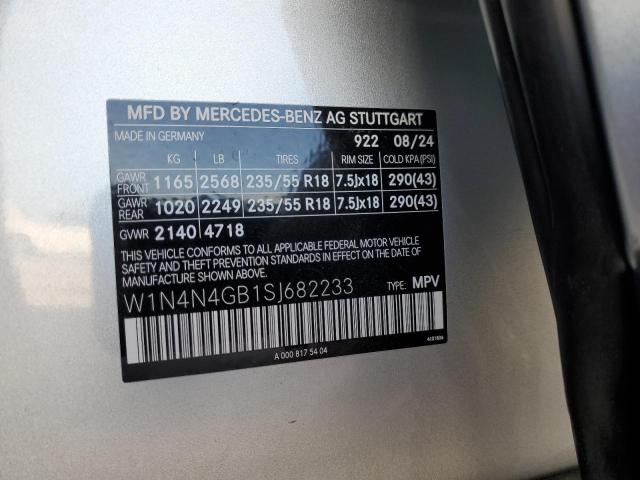 MFD BY MERCEDES-BENZ AG STUTTGART
MADE IN GERMANY 922 08/24
KG LB TIRES RIM SIZE COLD KPA (PSI)
GAWR FRONT 1165 2568 235/55 R18 7.5Jx18 290(43)
GAWR REAR 1020 2249 235/55 R18 7.5Jx18 290(43)
GVWR 2140 4718
THIS VEHICLE CONFORMS TO ALL APPLICABLE FEDERAL MOTOR VEHICLE
SAFETY AND THEFT PREVENTION STANDARDS IN EFFECT ON THE DATE OF
MANUFACTURE SHOWN ABOVE.
W1N4N4GB1SJ682233 TYPE: MPV
A 000 817 54 04